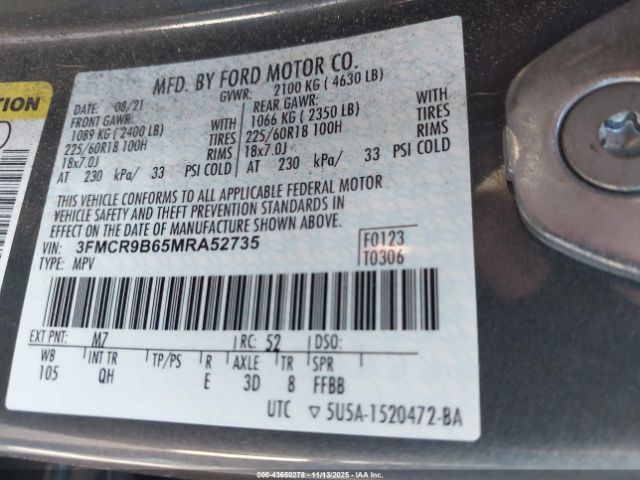 TION
MFD. BY FORD MOTOR CO.
DATE: 08/21 GVWR: 2100 KG ( 4630 LB)
FRONT GAWR: REAR GAWR:
1089 KG ( 2400 LB) WITH 1066 KG ( 2350 LB) WITH
225/60R18 100H TIRES 225/60R18 100H TIRES
18x7.0J RIMS 18x7.0J RIMS
AT 230 kPa/ 33 PSI COLD AT 230 kPa/ 33 PSI COLD
THIS VEHICLE CONFORMS TO ALL APPLICABLE FEDERAL MOTOR
VEHICLE SAFETY AND THEFT PREVENTION STANDARDS IN
EFFECT ON THE DATE OF MANUFACTURE SHOWN ABOVE.
VIN: 3FMCR9B65MRA52735 F0123
TYPE: MPV T0306
EXT PNT: M7 RC: 52 DSO:
WB INT TR TP/PS R AXLE TR SPR
105 QH E 3D 8 FFBB
UTC ▽ 5U5A-1520472-BA
IAA 43650278 — 11/13/2025 — IAAI.COM